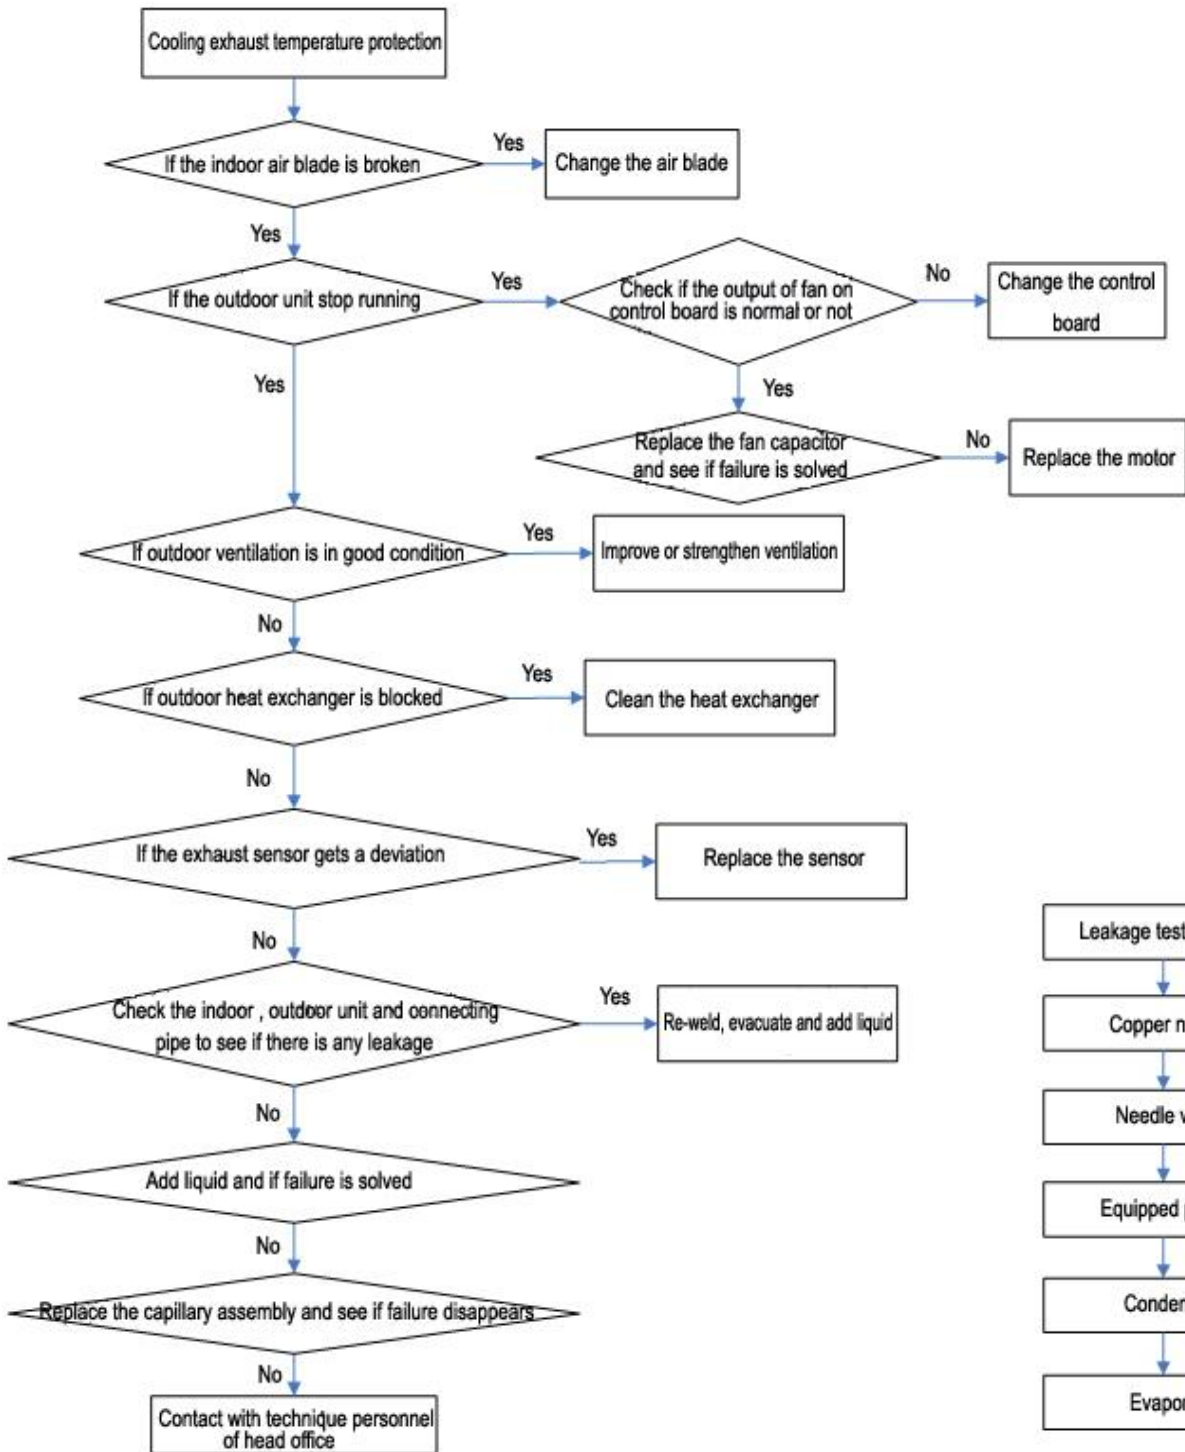 Cooling exhaust temperature protection
If the indoor air blade is broken
Yes
Change the air blade
Yes
If the outdoor unit stop running
Yes
Check if the output of fan on
control board is normal or not
No
Change the control
board
Yes
Yes
Replace the fan capacitor
and see if failure is solved
No
Replace the motor
If outdoor ventilation is in good condition
Yes
Improve or strengthen ventilation
No
If outdoor heat exchanger is blocked
Yes
Clean the heat exchanger
No
If the exhaust sensor gets a deviation
Yes
Replace the sensor
No
Check the indoor , outdoor unit and connecting
pipe to see if there is any leakage
Yes
Re-weld, evacuate and add liquid
No
Add liquid and if failure is solved
No
Replace the capillary assembly and see if failure disappears
No
Contact with technique personnel
of head office
Leakage test
Copper
Needle
Equipped